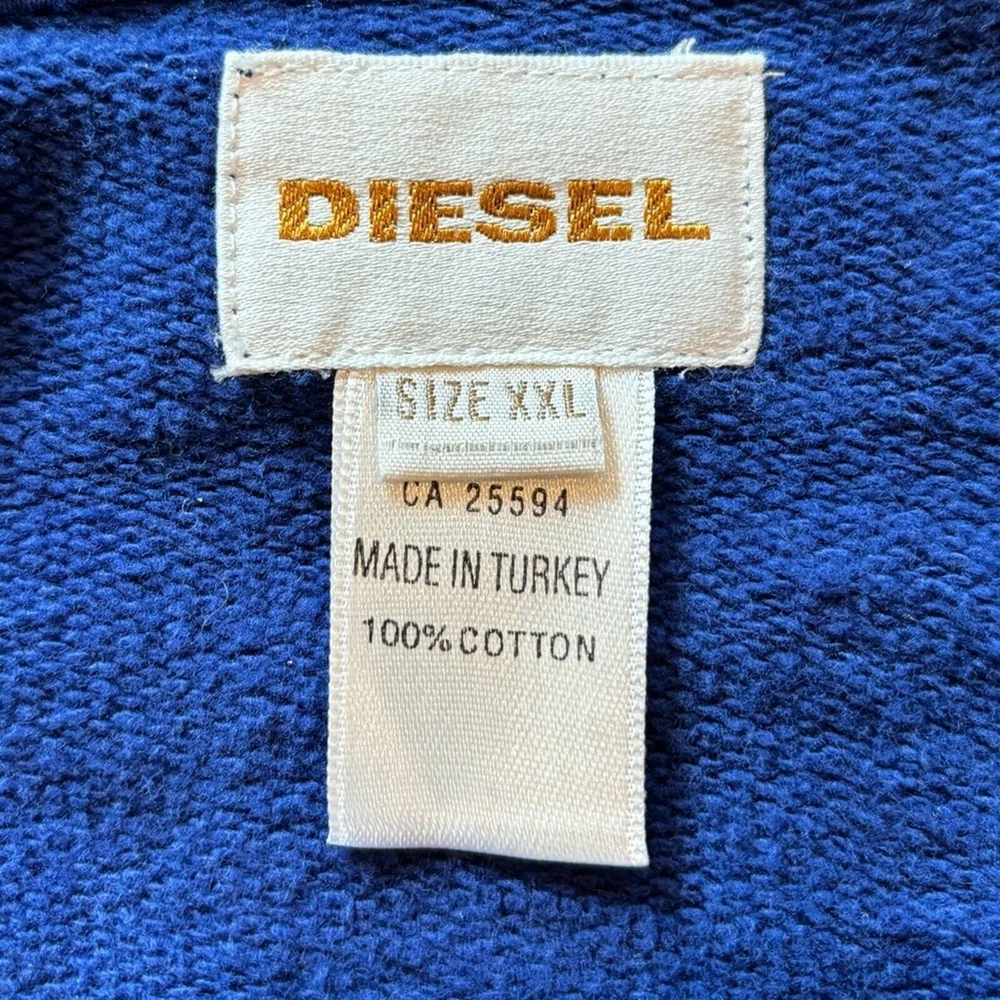 DIESEL
SIZE XXL
CA 25594
MADE IN TURKEY
100% COTTON